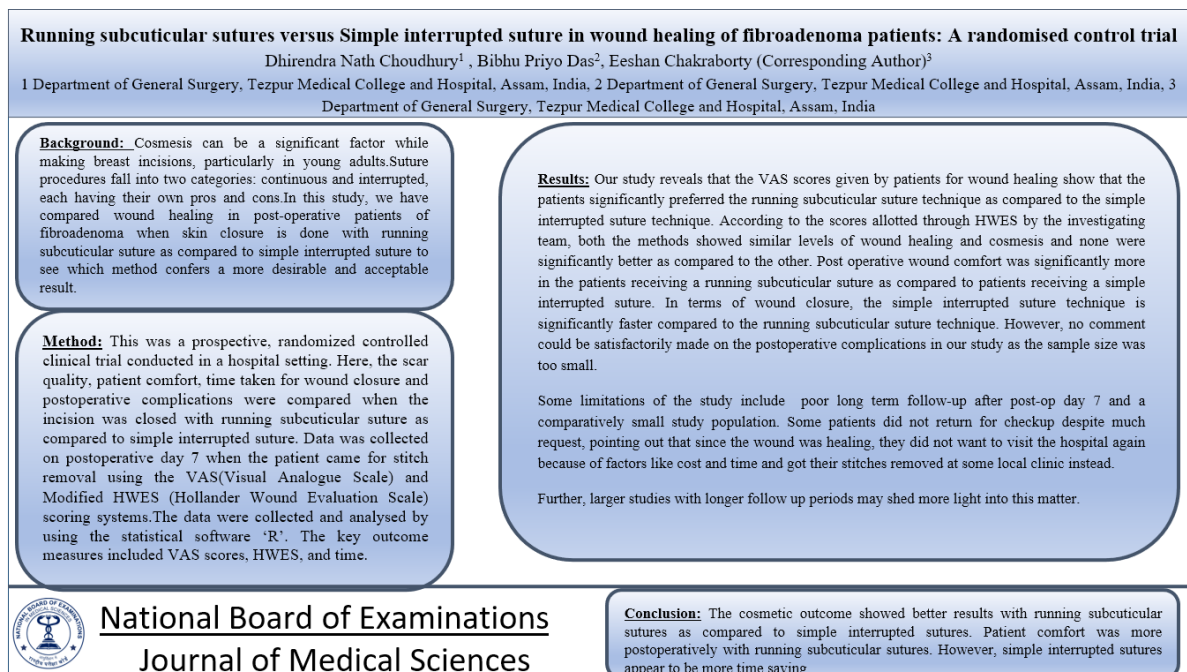 Running subcuticular sutures versus Simple interrupted suture in wound healing of fibroadenoma patients: A randomised control trial
Dhirendra Nath Choudhury1 , Bibhu Priyo Das2, Eeshan Chakraborty (Corresponding Author)3
1 Department of General Surgery, Tezpur Medical College and Hospital, Assam, India, 2 Department of General Surgery, Tezpur Medical College and Hospital, Assam, India, 3
Department of General Surgery, Tezpur Medical College and Hospital, Assam, India
Background: Cosmesis can be a significant factor while
making breast incisions, particularly in young adults.Suture
procedures fall into two categories: continuous and interrupted,
each having their own pros and cons.In this study, we have
compared wound healing in post-operative patients of
fibroadenoma when skin closure is done with running
subcuticular suture as compared to simple interrupted suture to
see which method confers a more desirable and acceptable
result.
Method: This was a prospective, randomized controlled
clinical trial conducted in a hospital setting. Here, the scar
quality, patient comfort, time taken for wound closure and
postoperative complications were compared when the
incision was closed with running subcuticular suture as
compared to simple interrupted suture. Data was collected
on postoperative day 7 when the patient came for stitch
removal using the VAS(Visual Analogue Scale) and
Modified HWES (Hollander Wound Evaluation Scale)
scoring systems.The data were collected and analysed by
using the statistical software ‘R’. The key outcome
measures included VAS scores, HWES, and time.
Results: Our study reveals that the VAS scores given by patients for wound healing show that the
patients significantly preferred the running subcuticular suture technique as compared to the simple
interrupted suture technique. According to the scores allotted through HWES by the investigating
team, both the methods showed similar levels of wound healing and cosmesis and none were
significantly better as compared to the other. Post operative wound comfort was significantly more
in the patients receiving a running subcuticular suture as compared to patients receiving a simple
interrupted suture. In terms of wound closure, the simple interrupted suture technique is
significantly faster compared to the running subcuticular suture technique. However, no comment
could be satisfactorily made on the postoperative complications in our study as the sample size was
too small.
Some limitations of the study include poor long term follow-up after post-op day 7 and a
comparatively small study population. Some patients did not return for checkup despite much
request, pointing out that since the wound was healing, they did not want to visit the hospital again
because of factors like cost and time and got their stitches removed at some local clinic instead.
Further, larger studies with longer follow up periods may shed more light into this matter.
NATIONAL BOARD OF EXAMINATIONS
IN MEDICAL SCIENCES
National Board of Examinations
Journal of Medical Sciences
Conclusion: The cosmetic outcome showed better results with running subcuticular
sutures as compared to simple interrupted sutures. Patient comfort was more
postoperatively with running subcuticular sutures. However, simple interrupted sutures
appear to be more time saving